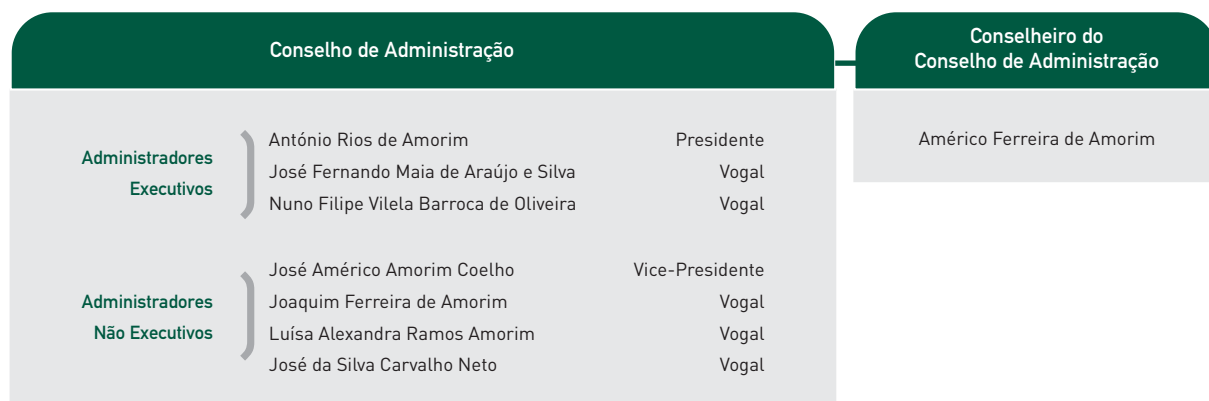 Conselho de Administração
Conselheiro do
Conselho de Administração
Administradores
Executivos
António Rios de Amorim Presidente
José Fernando Maia de Araújo e Silva Vogal
Nuno Filipe Vilela Barroca de Oliveira Vogal
Administradores
Não Executivos
José Américo Amorim Coelho Vice-Presidente
Joaquim Ferreira de Amorim Vogal
Luísa Alexandra Ramos Amorim Vogal
José da Silva Carvalho Neto Vogal
Américo Ferreira de Amorim